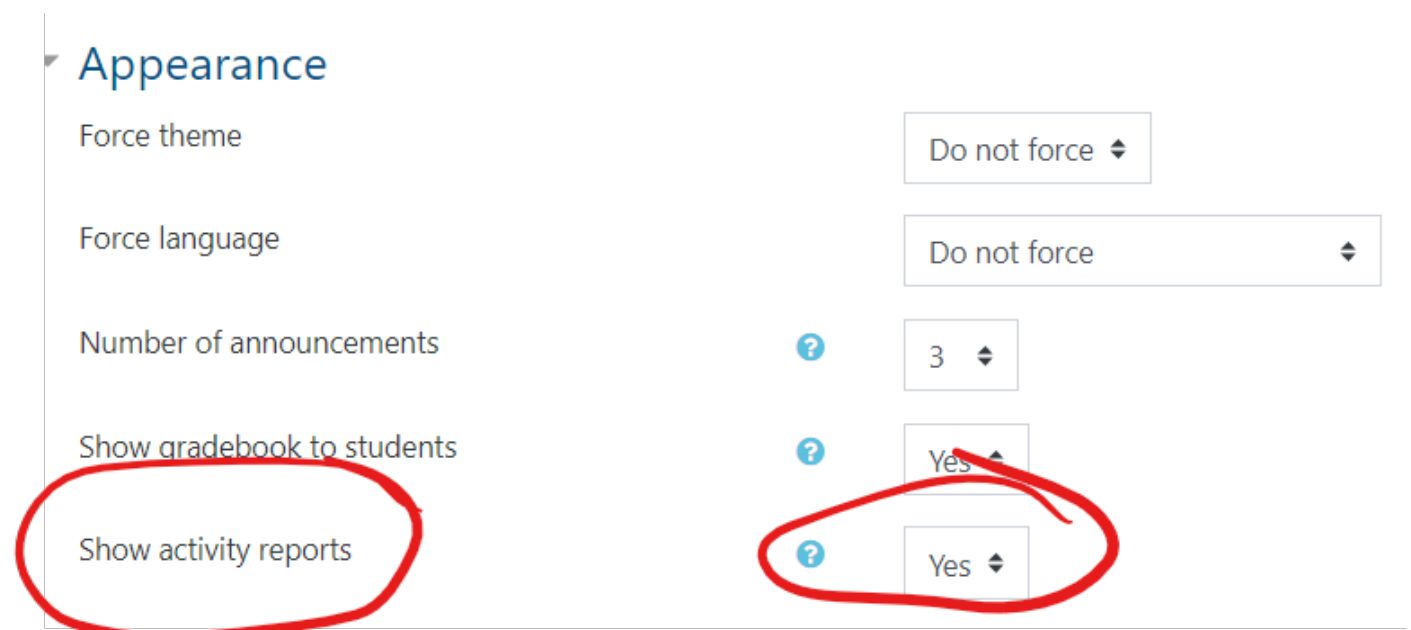 Appearance
Force theme
Do not force
Force language
Do not force
Number of announcements ? 3
Show gradebook to students ? Yes
Show activity reports ? Yes